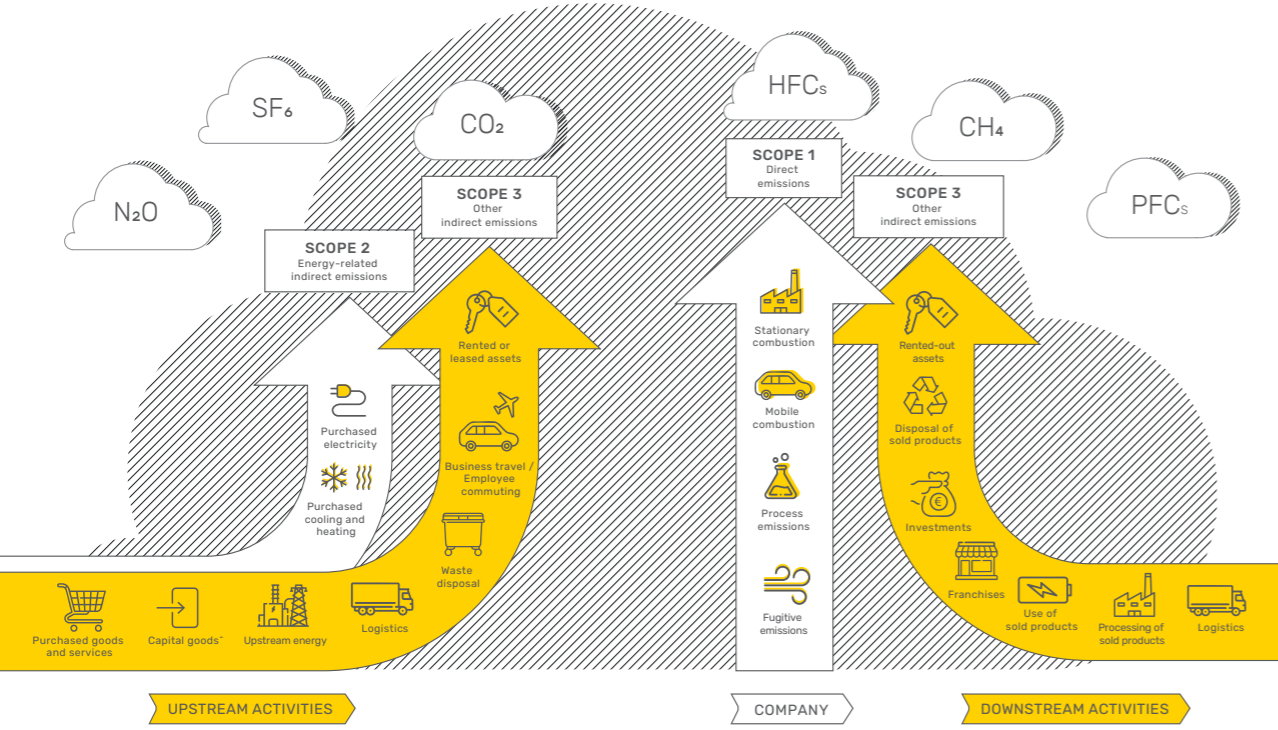 SF₆
CO₂
HFCs
CH₄
N₂O
PFCs
SCOPE 1
Direct
emissions
SCOPE 3
Other
indirect emissions
SCOPE 3
Other
indirect emissions
SCOPE 2
Energy-related
indirect emissions
Rented or
leased assets
Purchased
electricity
Business travel /
Employee
commuting
Purchased
cooling and
heating
Waste
disposal
Purchased goods
and services
Capital goods~
Upstream energy
Logistics
Stationary
combustion
Mobile
combustion
Process
emissions
Fugitive
emissions
Rented-out
assets
Disposal of
sold products
€
Investments
Franchises
Use of
sold products
Processing of
sold products
Logistics
UPSTREAM ACTIVITIES
COMPANY
DOWNSTREAM ACTIVITIES